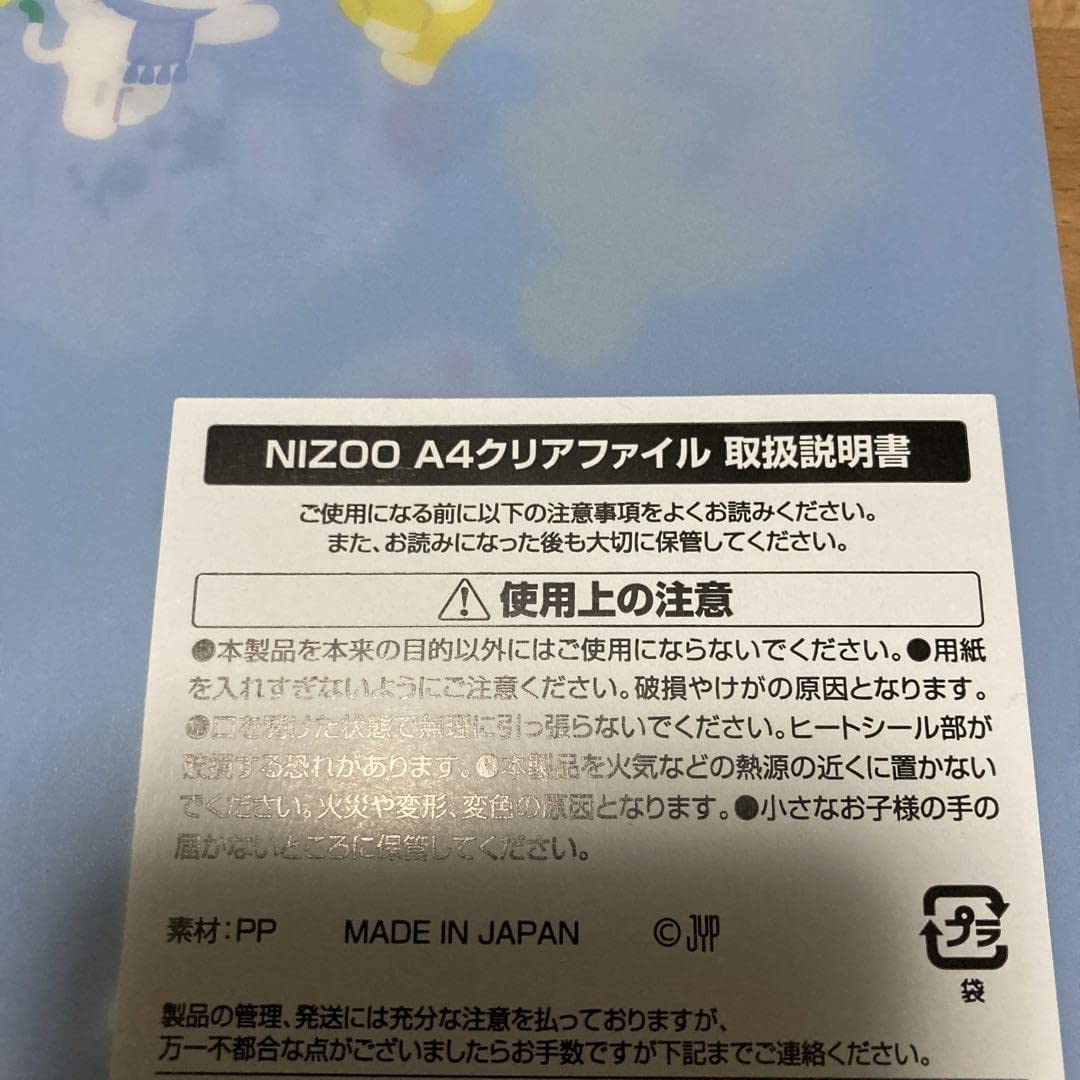 NIZOO A4クリアファイル 取扱説明書
ご使用になる前に以下の注意事項をよくお読みください。
また、お読みになった後も大切に保管してください。
使用上の注意
●本製品を本来の目的以外にはご使用にならないでください。●用紙
を入れすぎないようにご注意ください。破損やけがの原因となります。
●口を開けた状態で無理に引っ張らないでください。ヒートシール部が
破損する恐れがあります。●本製品を火気などの熱源の近くに置かない
でください。火災や変形、変色の原因となります。●小さなお子様の手の
届かないところに保管してください。
素材:PP MADE IN JAPAN © JYP
プラ
袋
製品の管理、発送には充分な注意を払っておりますが、
万一不都合な点がございましたらお手数ですが下記までご連絡ください。